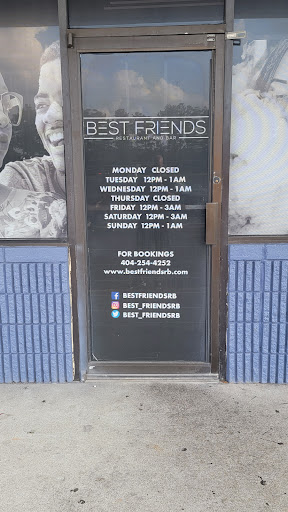 BEST FRIENDS
RESTAURANT AND BAR
MONDAY CLOSED
TUESDAY 12PM - 1AM
WEDNESDAY 12PM - 1AM
THURSDAY CLOSED
FRIDAY 12PM - 3AM
SATURDAY 12PM - 3AM
SUNDAY 12PM - 1AM
FOR BOOKINGS
404-254-4252
www.bestfriendsrb.com
BESTFRIENDSRB
BEST_FRIENDSRB
BEST_FRIENDSRB